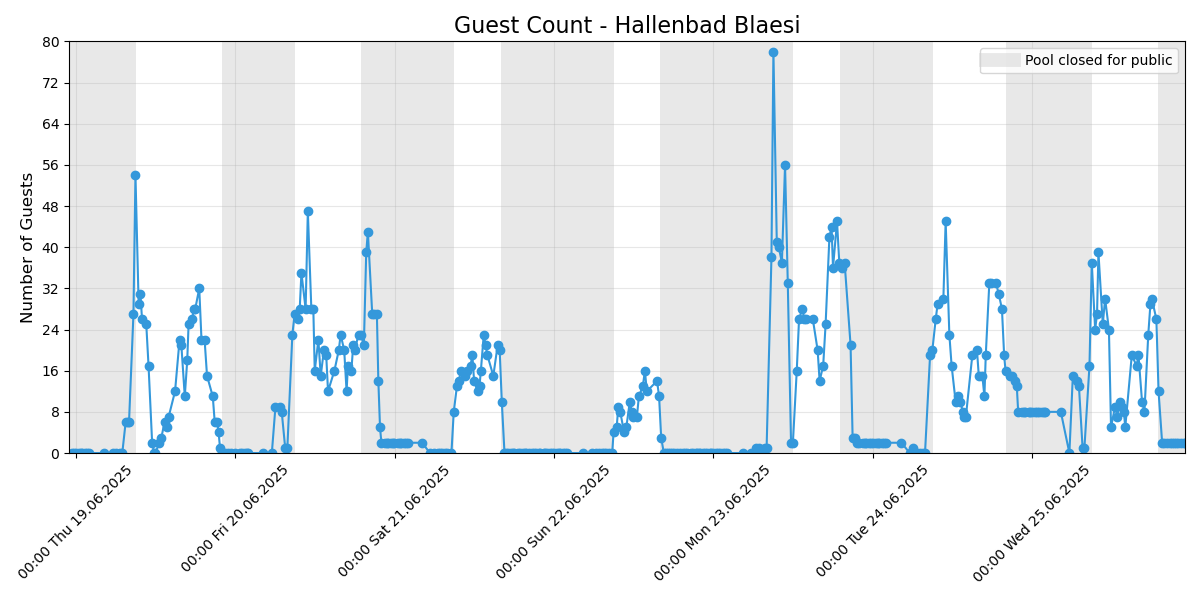 Guest Count - Hallenbad Blaesi
Pool closed for public
Number of Guests
80
72
64
56
48
40
32
24
16
8
0
00:00 Thu 19.06.2025
00:00 Fri 20.06.2025
00:00 Sat 21.06.2025
00:00 Sun 22.06.2025
00:00 Mon 23.06.2025
00:00 Tue 24.06.2025
00:00 Wed 25.06.2025